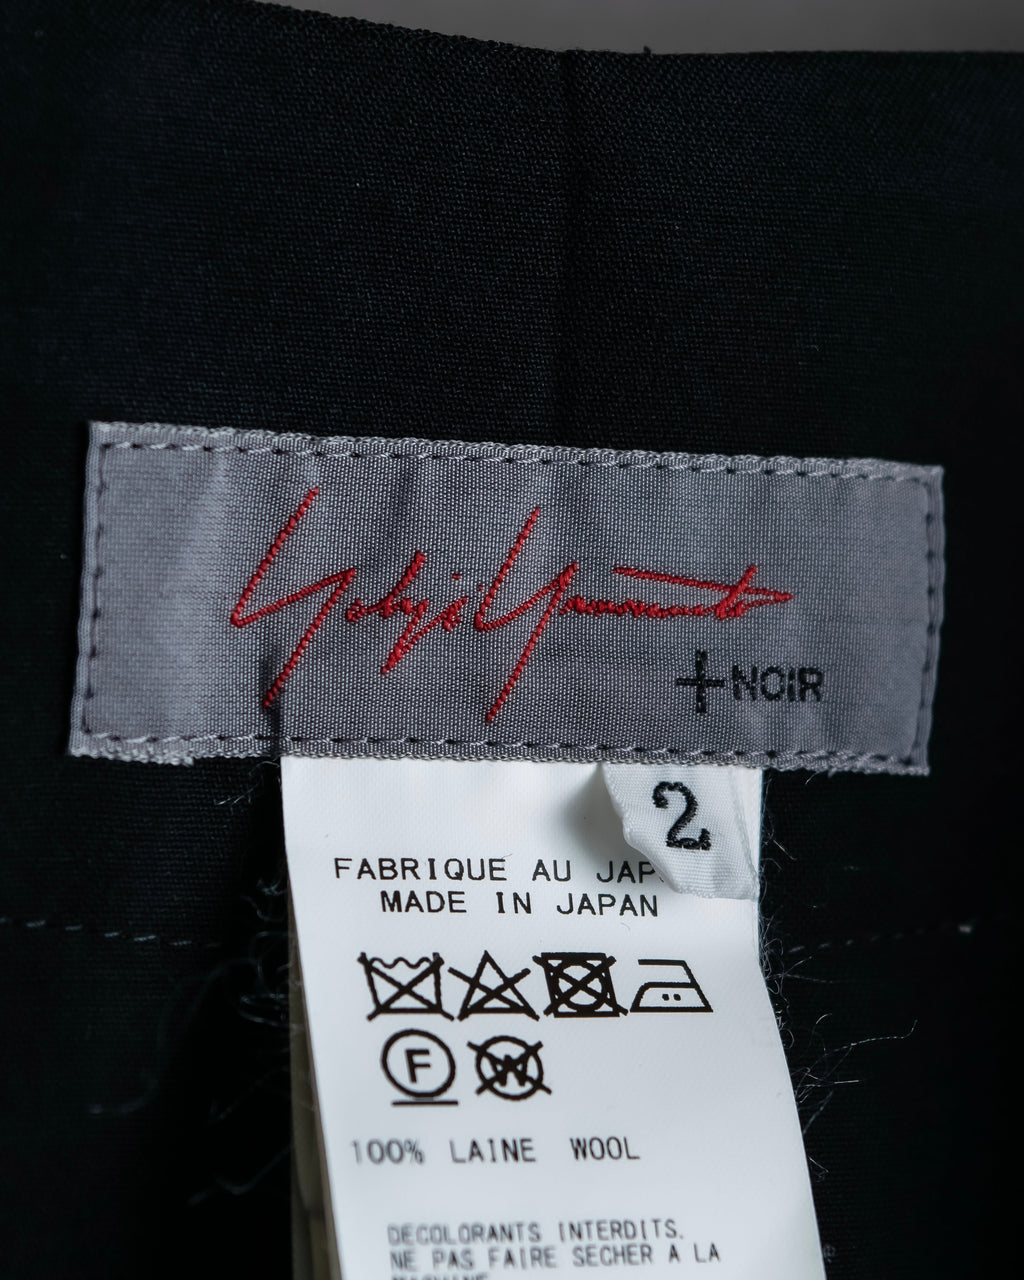 Yohji Yamamoto
+NOIR
2
FABRIQUE AU JAP
MADE IN JAPAN
F
W
100% LAINE WOOL
DECOLORANTS INTERDITS.
NE PAS FAIRE SECHER A LA